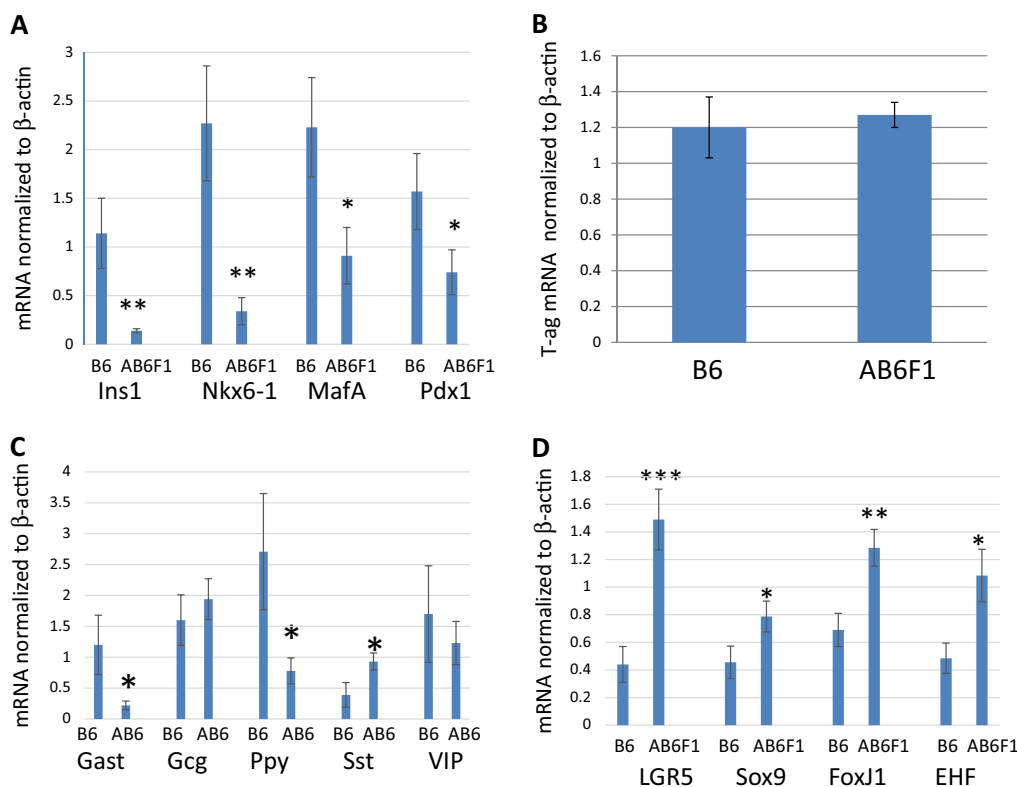 A
mRNA normalized to β-actin
3
2.5
2
1.5
1
0.5
0
** ** * *
B6 AB6F1 B6 AB6F1 B6 AB6F1 B6 AB6F1
Ins1 Nkx6-1 MafA Pdx1
B
T-ag mRNA normalized to β-actin
1.6
1.4
1.2
1
0.8
0.6
0.4
0.2
0
B6 AB6F1
C
mRNA normalized to β-actin
4
3.5
3
2.5
2
1.5
1
0.5
0
* * *
B6 AB6 B6 AB6 B6 AB6 B6 AB6 B6 AB6
Gast Gcg Ppy Sst VIP
D
mRNA normalized to β-actin
1.8
1.6
1.4
1.2
1
0.8
0.6
0.4
0.2
0
*** * ** *
B6 AB6F1 B6 AB6F1 B6 AB6F1 B6 AB6F1
LGR5 Sox9 FoxJ1 EHF